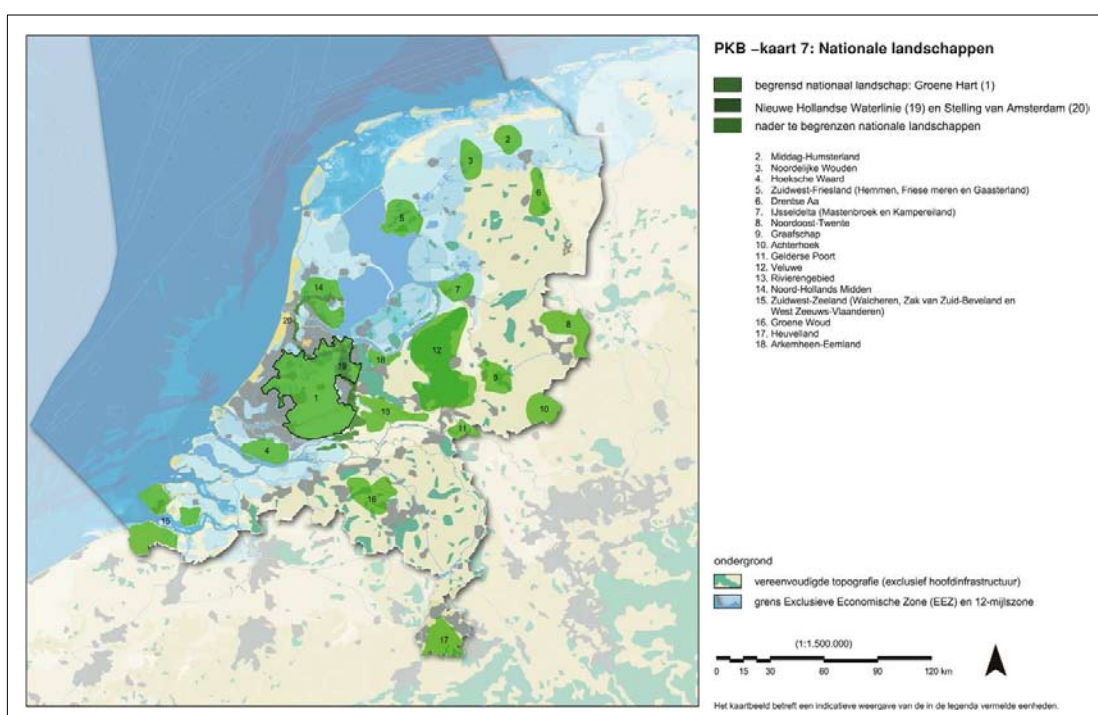 PKB –kaart 7: Nationale landschappen
begrensd nationaal landschap: Groene Hart (1)
Nieuwe Hollandse Waterlinie (19) en Stelling van Amsterdam (20)
nader te begrenzen nationale landschappen
2. Middag-Humsterland
3. Noordelijke Wouden
4. Hoeksche Waard
5. Zuidwest-Friesland (Hemmen, Friese meren en Gaasterland)
6. Drentse Aa
7. IJsseldelta (Mastenbroek en Kampereiland)
8. Noordoost-Twente
9. Graafschap
10. Achterhoek
11. Gelderse Poort
12. Veluwe
13. Rivierengebied
14. Noord-Hollands Midden
15. Zuidwest-Zeeland (Walcheren, Zak van Zuid-Beveland en
West Zeeuws-Vlaanderen)
16. Groene Woud
17. Heuvelland
18. Arkemheen-Eemland
2
3
6
5
7
14
20
8
12
18
19
9
1
10
13
11
4
16
15
17
ondergrond
vereenvoudigde topografie (exclusief hoofdinfrastructuur)
grens Exclusieve Economische Zone (EEZ) en 12-mijlszone
(1:1.500.000)
0 15 30 60 90 120 km
Het kaartbeeld betreft een indicatieve weergave van de in de legenda vermelde eenheden.